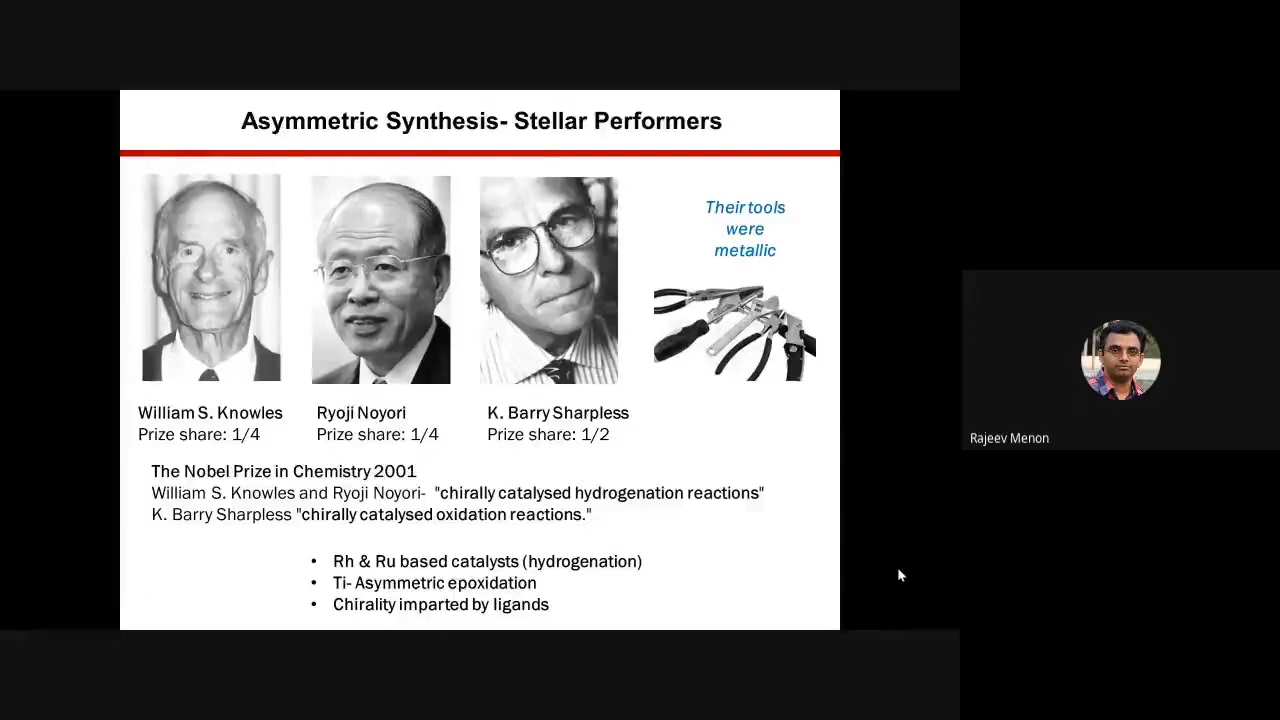 Asymmetric Synthesis- Stellar Performers
Their tools
were
metallic
William S. Knowles
Prize share: 1/4
Ryoji Noyori
Prize share: 1/4
K. Barry Sharpless
Prize share: 1/2
The Nobel Prize in Chemistry 2001
William S. Knowles and Ryoji Noyori- "chirally catalysed hydrogenation reactions"
K. Barry Sharpless "chirally catalysed oxidation reactions."
• Rh & Ru based catalysts (hydrogenation)
• Ti- Asymmetric epoxidation
• Chirality imparted by ligands
Rajeev Menon